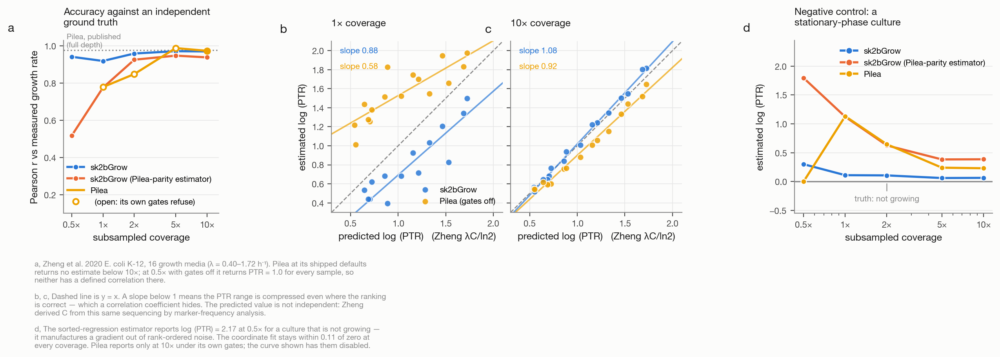 a
Accuracy against an independent
ground truth
Pilea, published
(full depth)
1.0
0.8
0.6
0.4
0.2
Pearson r vs measured growth rate
sk2bGrow
sk2bGrow (Pilea-parity estimator)
Pilea
(open: its own gates refuse)
0.5× 1× 2× 5× 10×
subsampled coverage
b
1× coverage
slope 0.88
slope 0.58
2.0
1.8
1.6
1.4
1.2
1.0
0.8
0.6
0.4
estimated log (PTR)
sk2bGrow
Pilea (gates off)
0.5 1.0 1.5 2.0
predicted log (PTR) (Zheng λC/ln2)
c
10× coverage
slope 1.08
slope 0.92
0.5 1.0 1.5 2.0
predicted log (PTR) (Zheng λC/ln2)
d
Negative control: a
stationary-phase culture
sk2bGrow
sk2bGrow (Pilea-parity estimator)
Pilea
2.0
1.5
1.0
0.5
0.0
−0.5
estimated log (PTR)
truth: not growing
0.5× 1× 2× 5× 10×
subsampled coverage
a, Zheng et al. 2020 E. coli K-12, 16 growth media (λ = 0.40–1.72 h⁻¹). Pilea at its shipped defaults
returns no estimate below 10×; at 0.5× with gates off it returns PTR = 1.0 for every sample, so
neither has a defined correlation there.
b, c, Dashed line is y = x. A slope below 1 means the PTR range is compressed even where the ranking
is correct — which a correlation coefficient hides. The predicted value is not independent: Zheng
derived C from this same sequencing by marker-frequency analysis.
d, The sorted-regression estimator reports log (PTR) = 2.17 at 0.5× for a culture that is not growing —
it manufactures a gradient out of rank-ordered noise. The coordinate fit stays within 0.11 of zero at
every coverage. Pilea reports only at 10× under its own gates; the curve shown has them disabled.